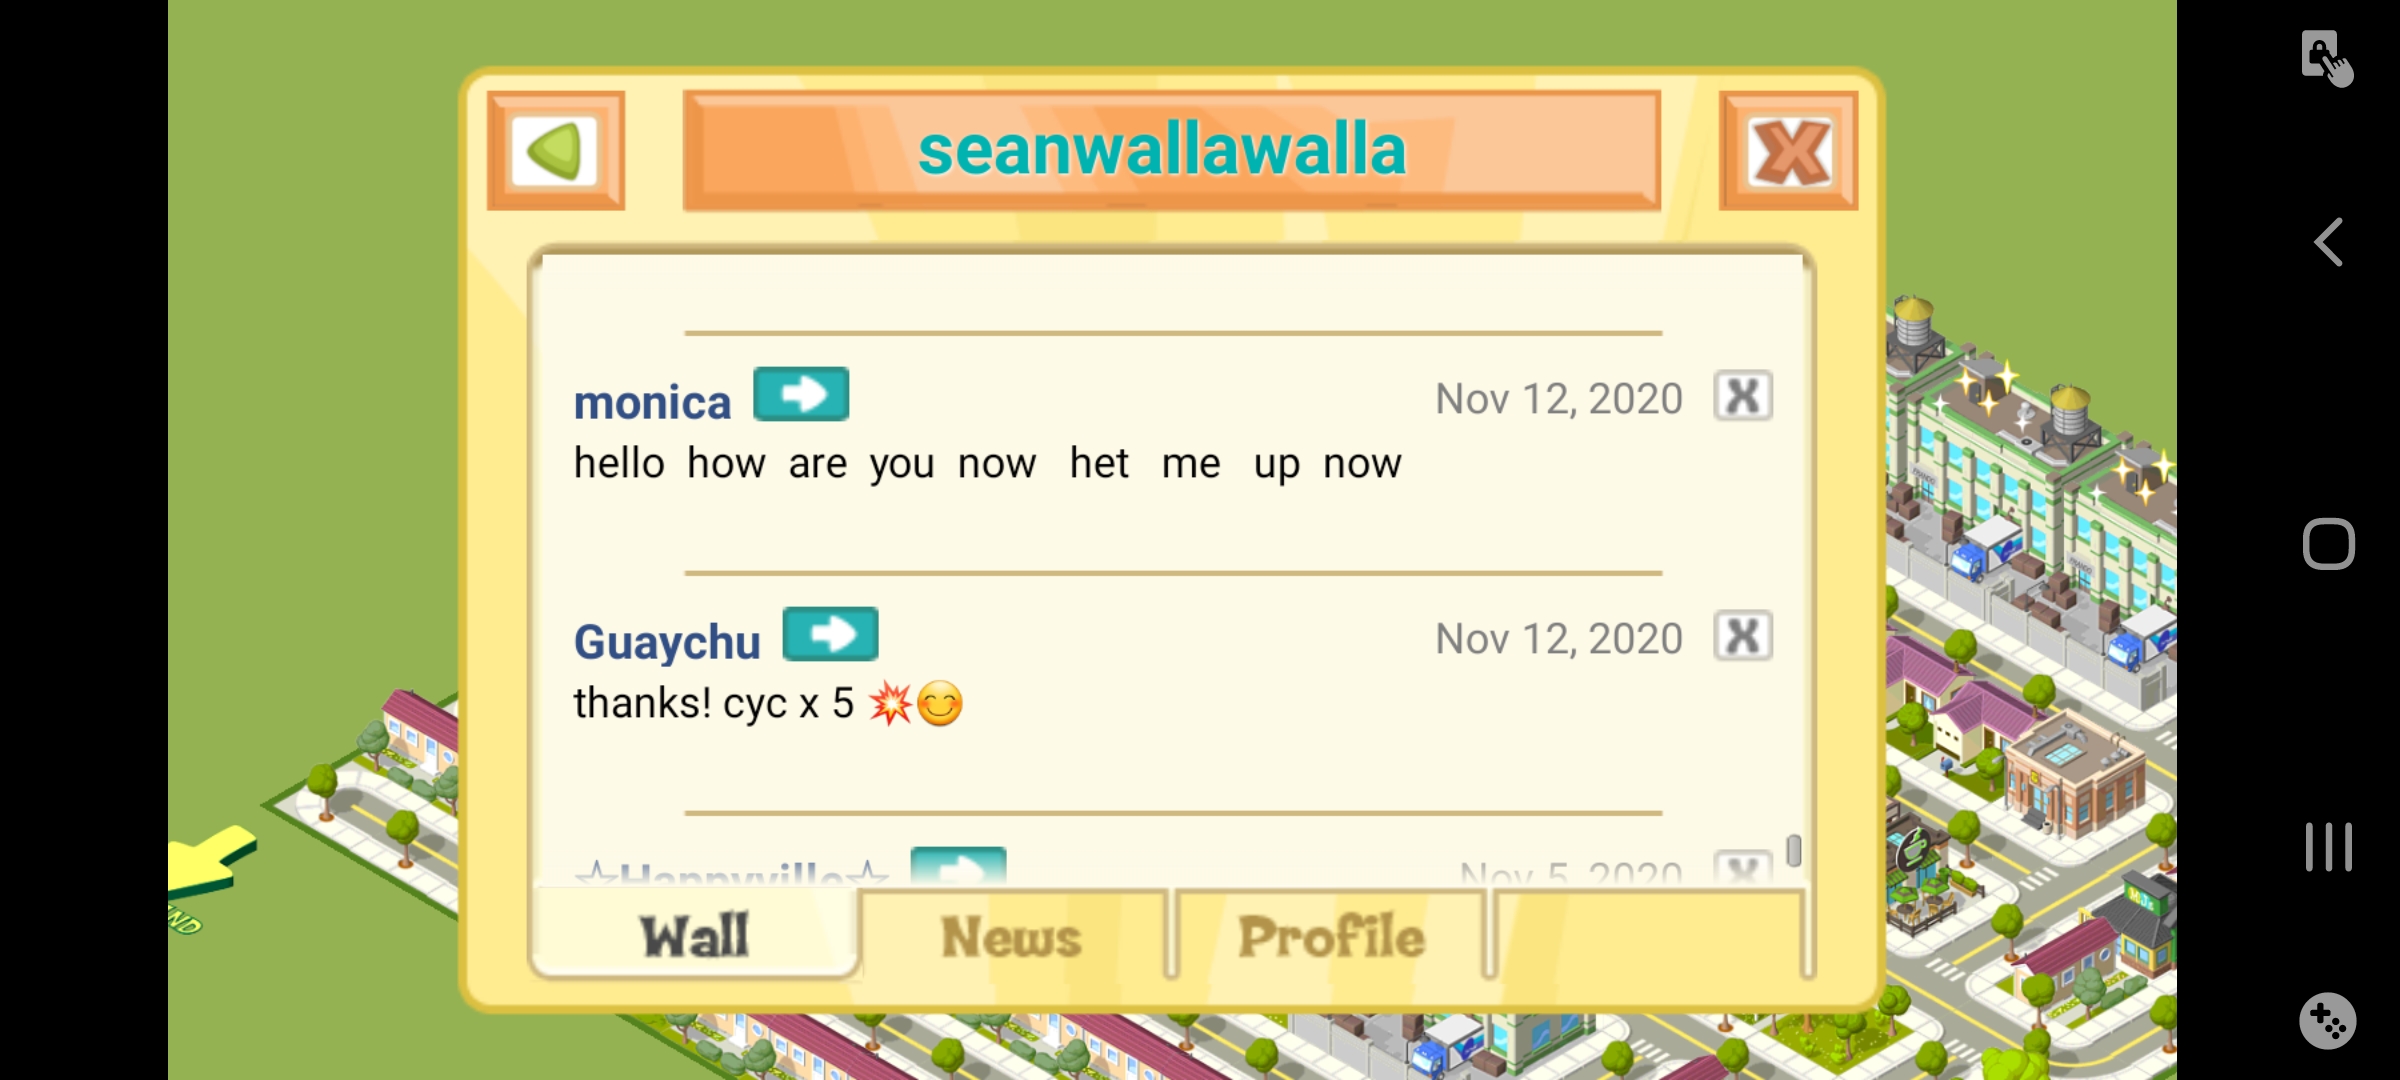 seanwallawalla
monica
Nov 12, 2020
hello how are you now het me up now
Guaychu
Nov 12, 2020
thanks! cyc x 5 💥😊
☆Happyville☆
Nov 5, 2020
Wall
News
Profile